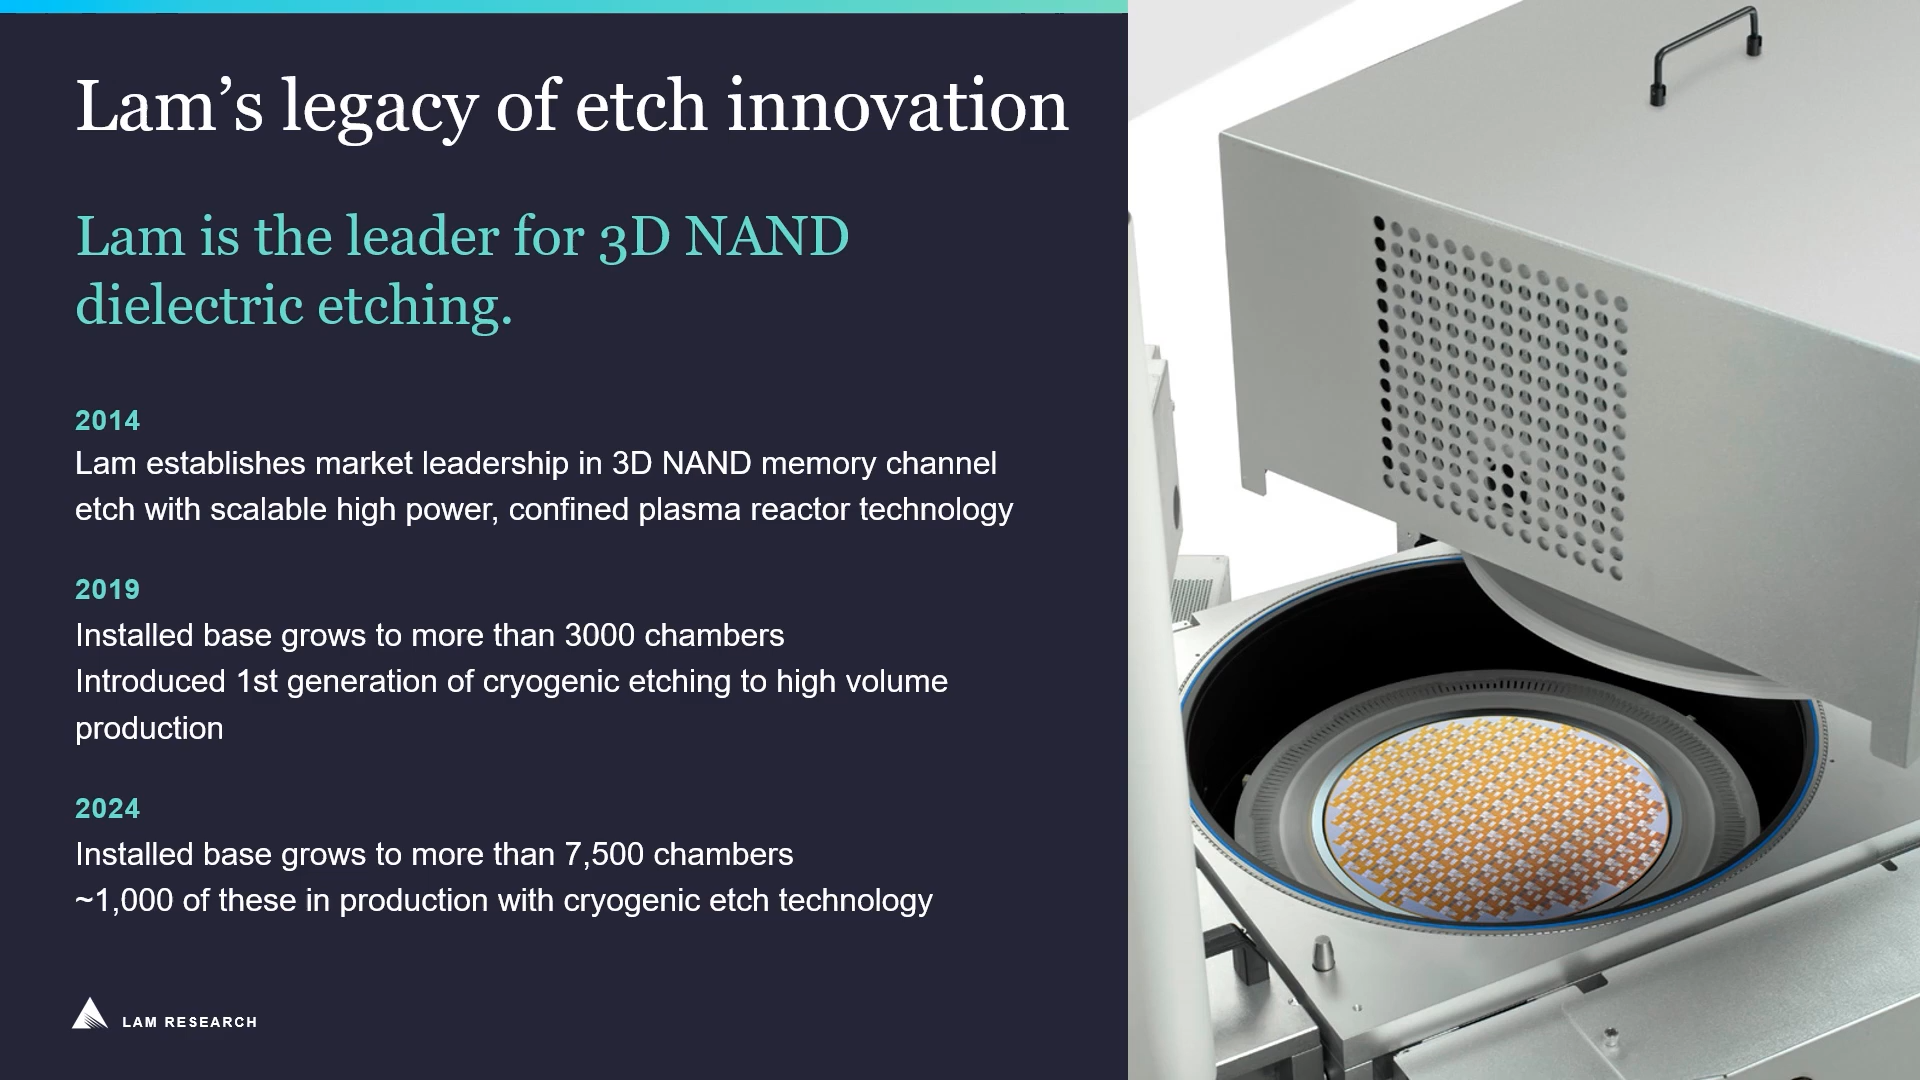 Lam’s legacy of etch innovation
Lam is the leader for 3D NAND
dielectric etching.
2014
Lam establishes market leadership in 3D NAND memory channel
etch with scalable high power, confined plasma reactor technology
2019
Installed base grows to more than 3000 chambers
Introduced 1st generation of cryogenic etching to high volume
production
2024
Installed base grows to more than 7,500 chambers
~1,000 of these in production with cryogenic etch technology
LAM RESEARCH